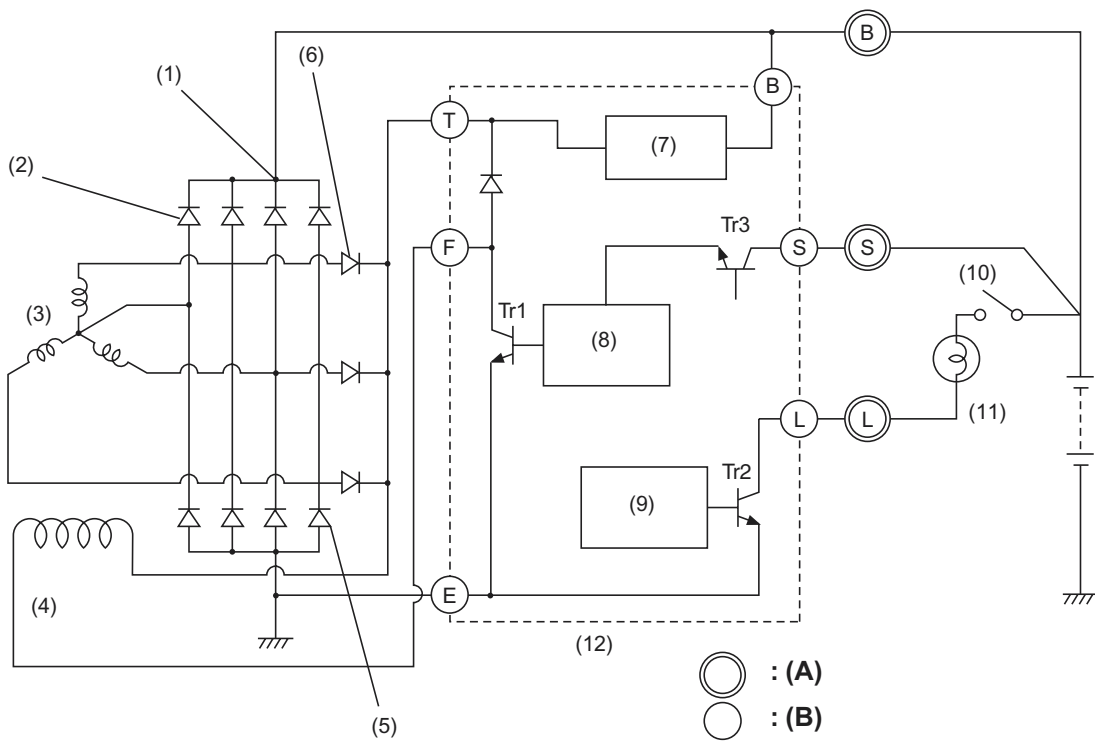 B
(6)
(1)
B
T
(7)
(2)
Tr3
F
S
S
(10)
Tr1
(3)
(8)
L
L
(11)
Tr2
(9)
E
(4)
(12)
: (A)
: (B)
(5)